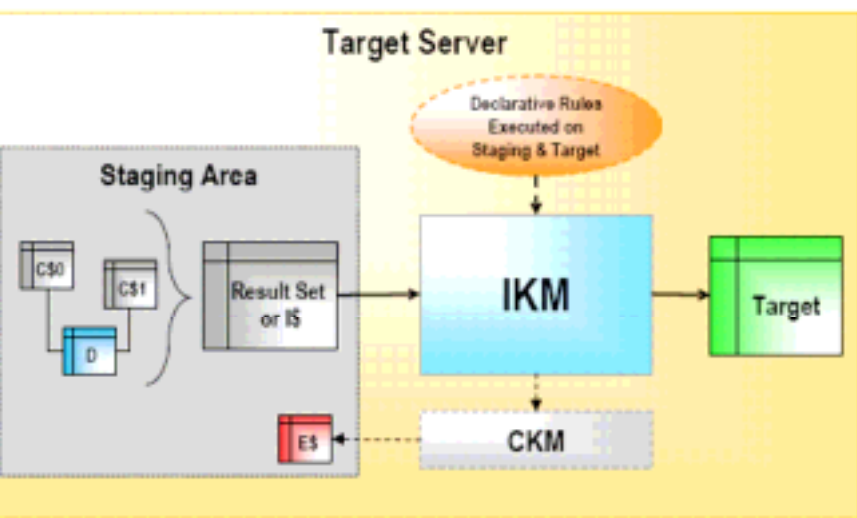 Target Server
Declarative Rules
Executed on
Staging & Target
Staging Area
C$0
C$1
D
Result Set
or I$
IKM
Target
E$
CKM